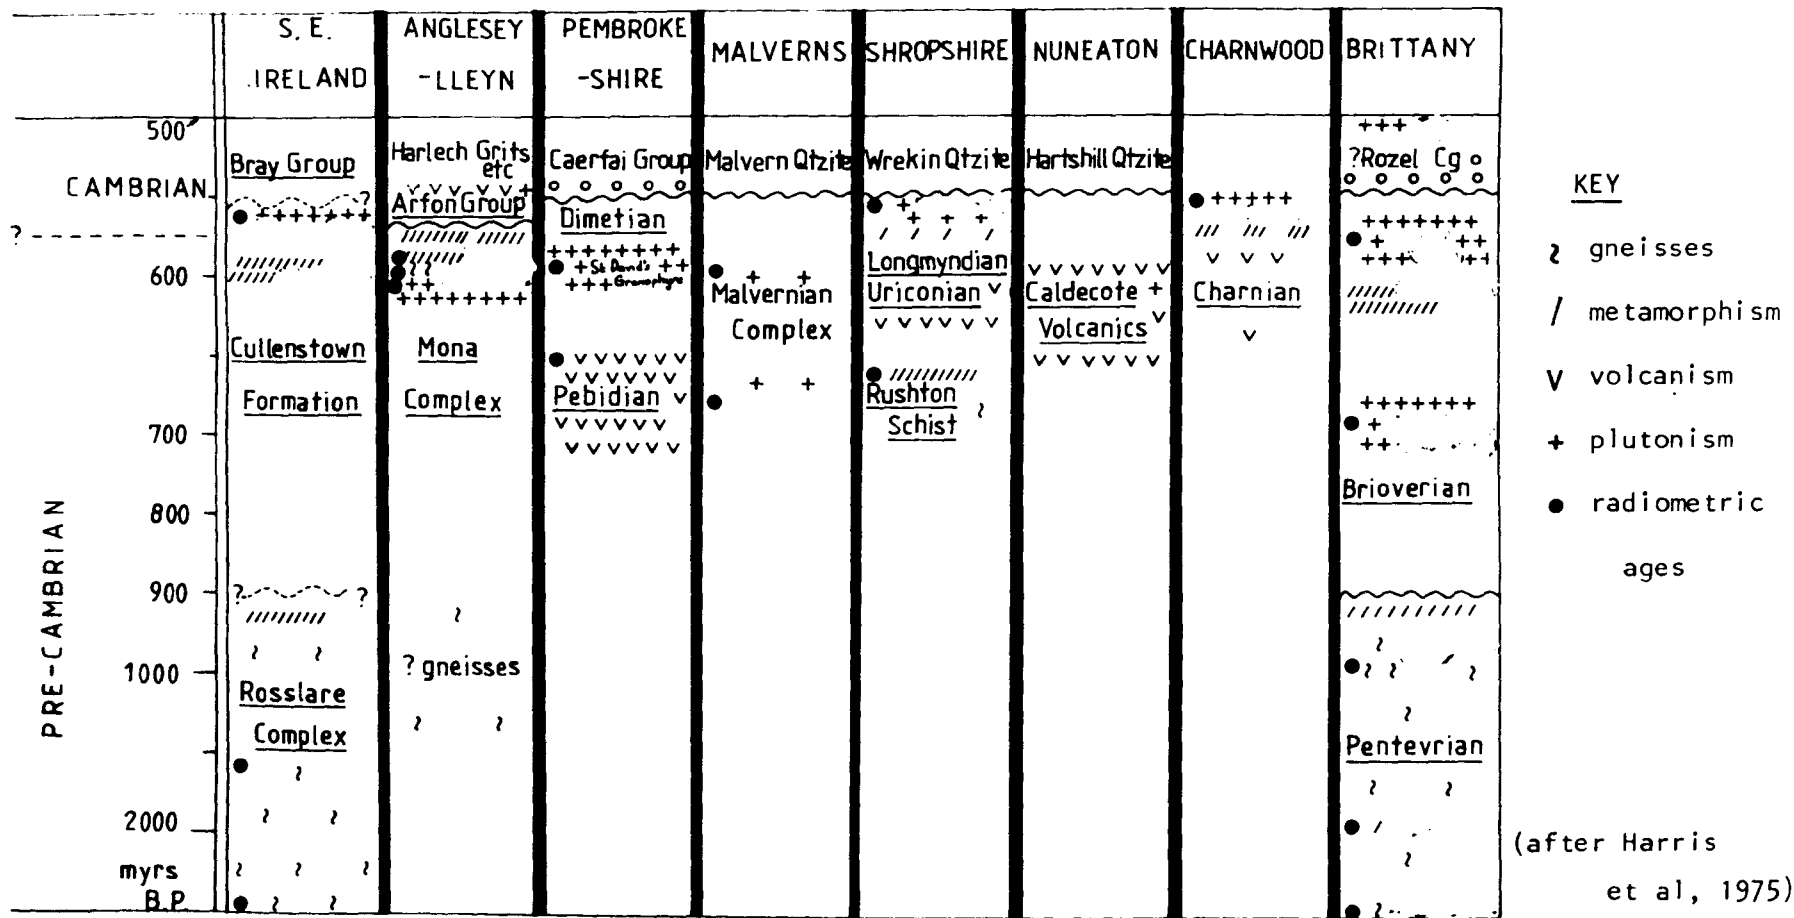 S. E.
IRELAND
ANGLESEY
-LLEYN
PEMBROKE
-SHIRE
MALVERNS
SHROPSHIRE
NUNEATON
CHARNWOOD
BRITTANY
500
CAMBRIAN
?
600
700
PRE-CAMBRIAN
800
900
1000
2000
myrs
B.P.
Bray Group
?
Cullenstown
Formation
? ?
Rosslare
Complex
Harlech Grits
etc
Arfon Group
Mona
Complex
? gneisses
Caerfai Group
Dimetian
St David's
Granophyre
Pebidian
Malvern Qtzite
Malvernian
Complex
Wrekin Qtzite
Longmyndian
Uriconian
Rushton
Schist
Hartshill Qtzite
Caldecote
Volcanics
Charnian
?Rozel Cg
Brioverian
Pentevrian
KEY
gneisses
metamorphism
volcanism
plutonism
radiometric
ages
(after Harris
et al, 1975)